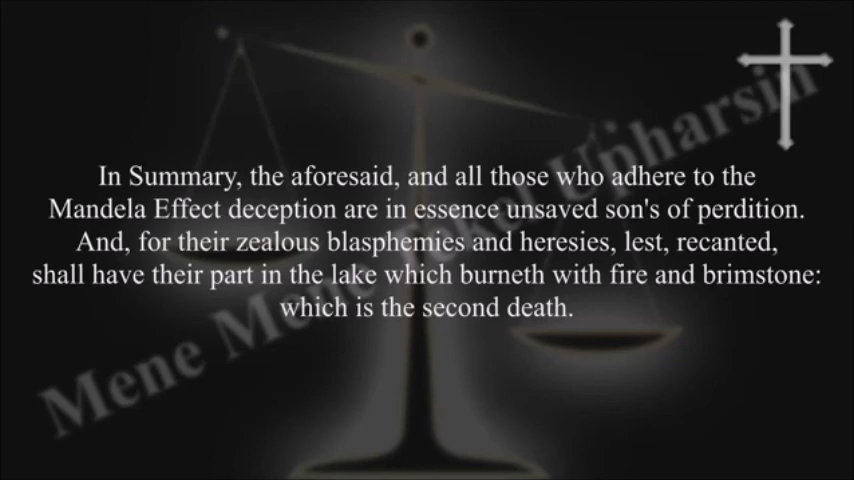 In Summary, the aforesaid, and all those who adhere to the
Mandela Effect deception are in essence unsaved son's of perdition.
And, for their zealous blasphemies and heresies, lest, recanted,
shall have their part in the lake which burneth with fire and brimstone:
which is the second death.
Mene Mene Tekel Upharsin